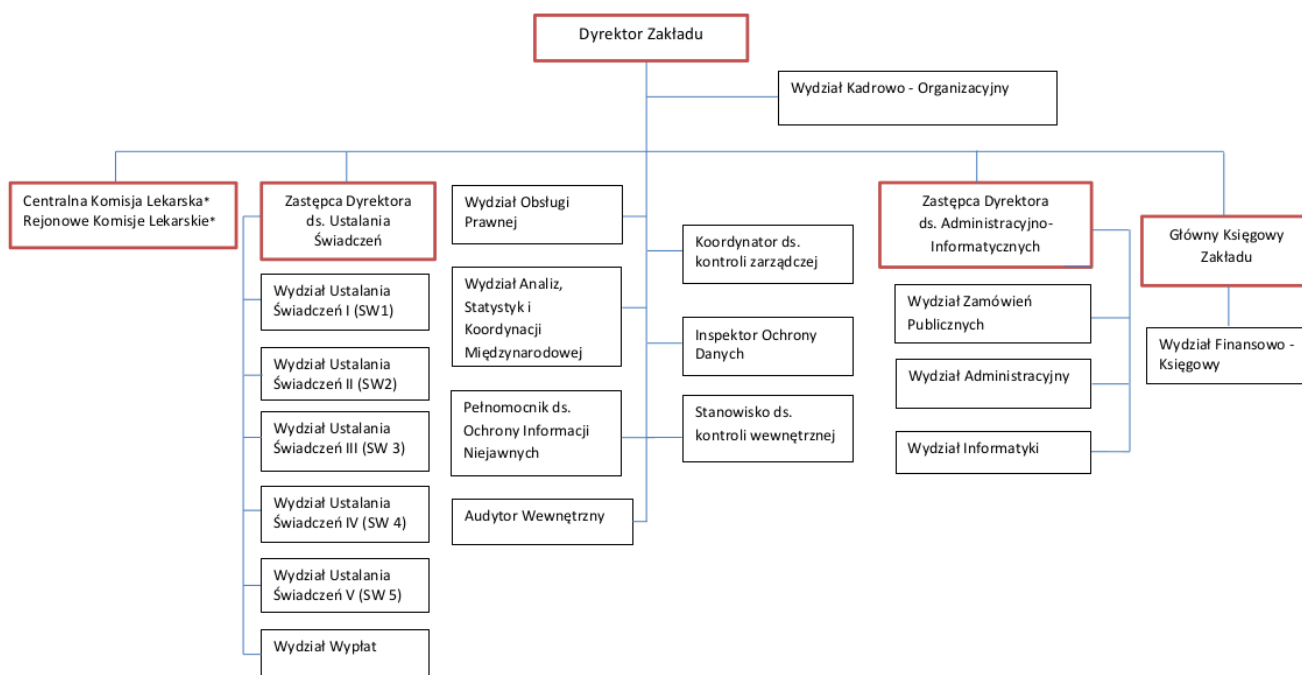 Dyrektor Zakładu
Wydział Kadrowo - Organizacyjny
Centralna Komisja Lekarska*
Rejonowe Komisje Lekarskie*
Zastępca Dyrektora
ds. Ustalania
Świadczeń
Wydział Ustalania
Świadczeń I (SW1)
Wydział Ustalania
Świadczeń II (SW2)
Wydział Ustalania
Świadczeń III (SW 3)
Wydział Ustalania
Świadczeń IV (SW 4)
Wydział Ustalania
Świadczeń V (SW 5)
Wydział Wypłat
Wydział Obsługi
Prawnej
Wydział Analiz,
Statystyk i
Koordynacji
Międzynarodowej
Pełnomocnik ds.
Ochrony Informacji
Niejawnych
Audytor Wewnętrzny
Koordynator ds.
kontroli zarządczej
Inspektor Ochrony
Danych
Stanowisko ds.
kontroli wewnętrznej
Zastępca Dyrektora
ds. Administracyjno-
Informatycznych
Wydział Zamówień
Publicznych
Wydział Administracyjny
Wydział Informatyki
Główny Księgowy
Zakładu
Wydział Finansowo -
Księgowy